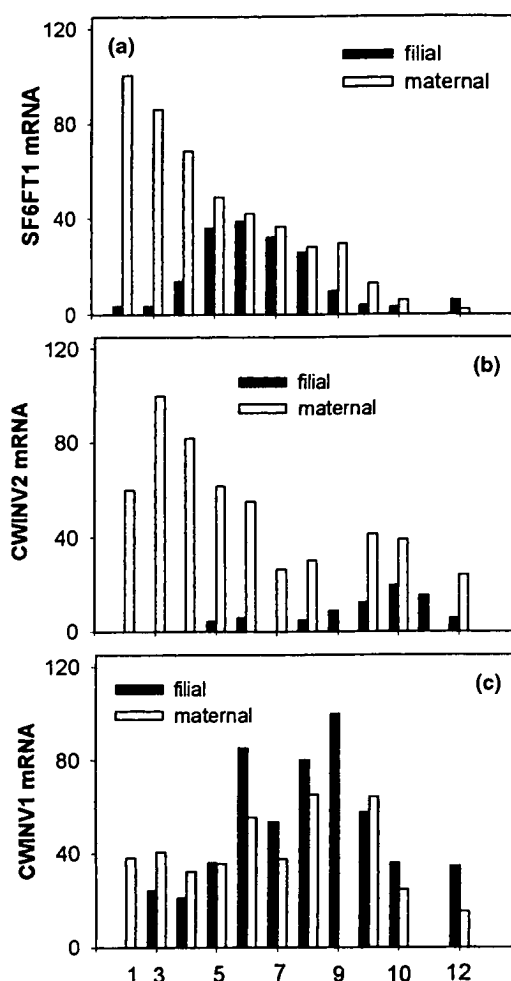 120
(a)
filial
maternal
80
SF6FT1 mRNA
40
0
120
(b)
filial
maternal
80
CWINV2 mRNA
40
0
120
(c)
filial
maternal
80
CWINV1 mRNA
40
0
1 3 5 7 9 10 12